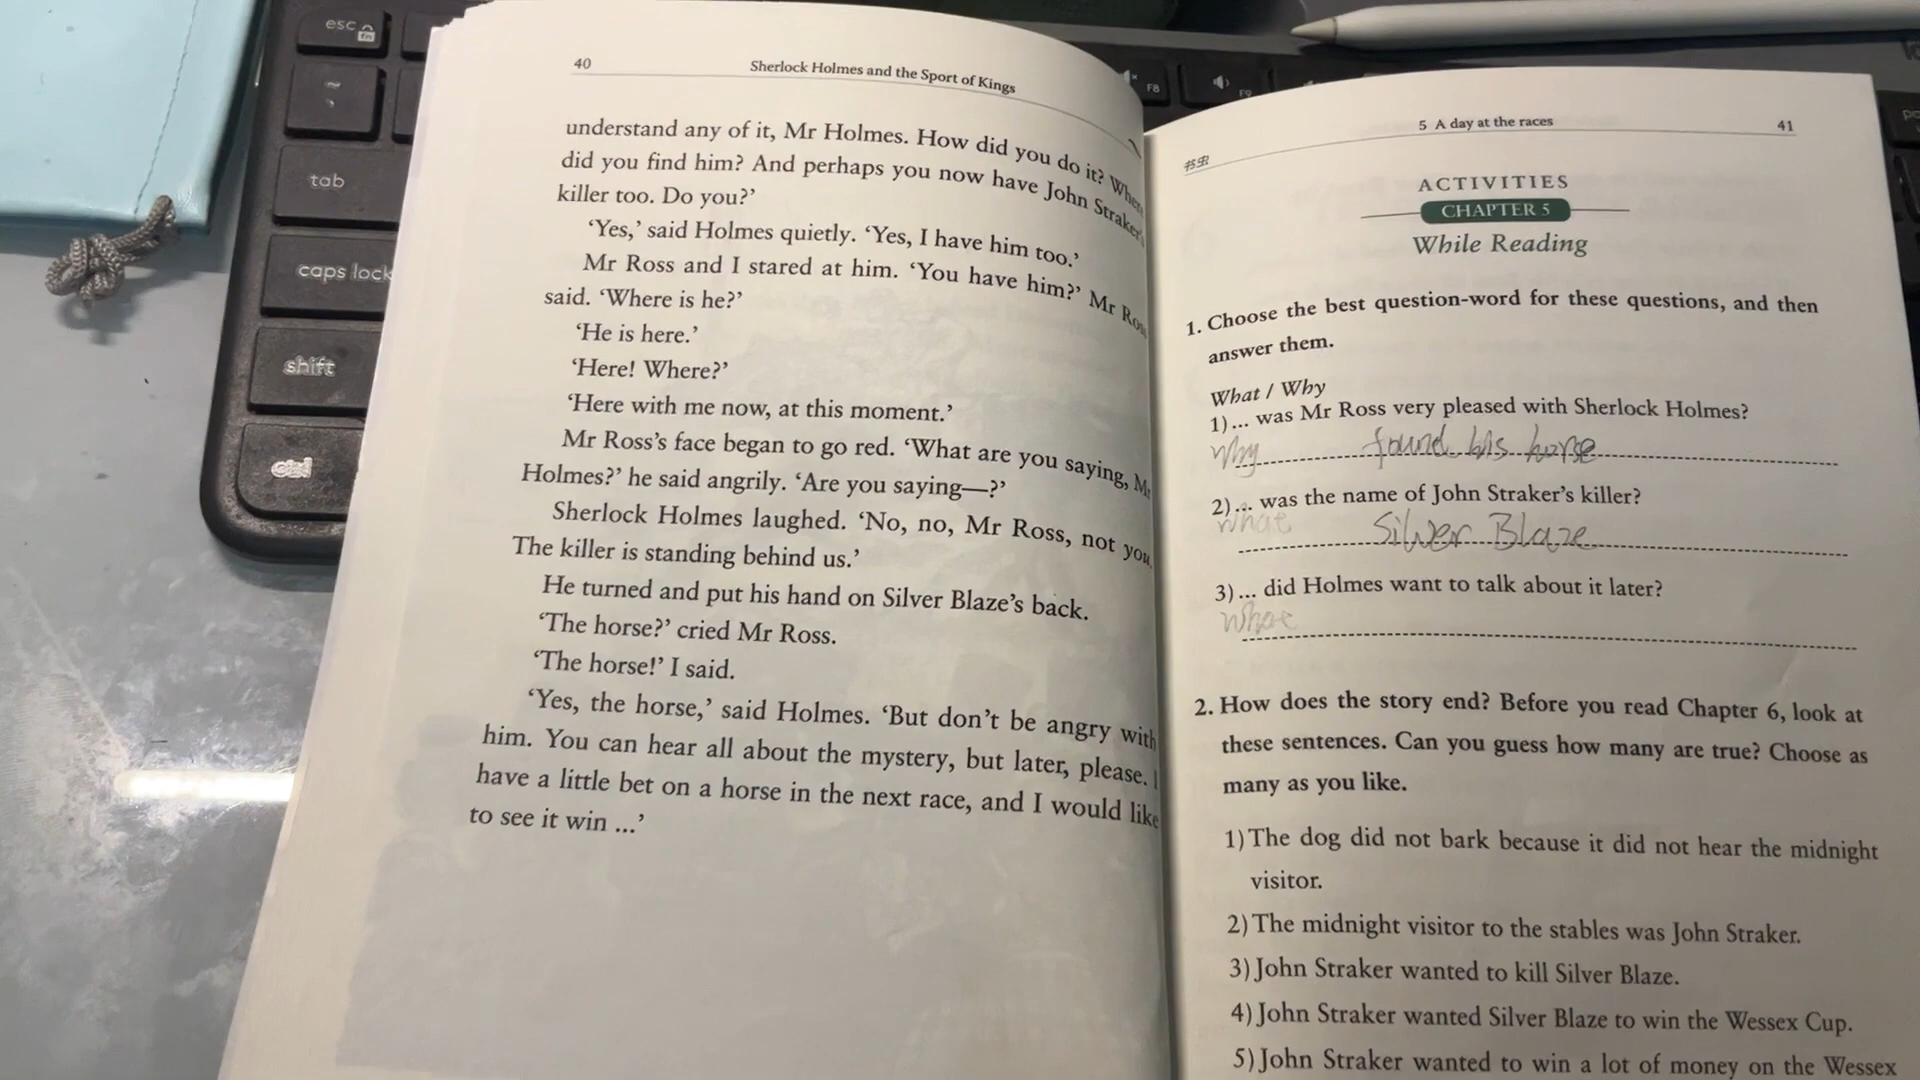 esc
fn
F8
F9
tab
caps lock
shift
ctrl
40
Sherlock Holmes and the Sport of Kings
understand any of it, Mr Holmes. How did you do it? Where
did you find him? And perhaps you now have John Straker's
killer too. Do you?’
‘Yes,’ said Holmes quietly. ‘Yes, I have him too.’
Mr Ross and I stared at him. ‘You have him?’ Mr Ross
said. ‘Where is he?’
‘He is here.’
‘Here! Where?’
‘Here with me now, at this moment.’
Mr Ross’s face began to go red. ‘What are you saying, Mr
Holmes?’ he said angrily. ‘Are you saying—?’
Sherlock Holmes laughed. ‘No, no, Mr Ross, not you.
The killer is standing behind us.’
He turned and put his hand on Silver Blaze’s back.
‘The horse?’ cried Mr Ross.
‘The horse!’ I said.
‘Yes, the horse,’ said Holmes. ‘But don’t be angry with
him. You can hear all about the mystery, but later, please. I
have a little bet on a horse in the next race, and I would like
to see it win ...’
5 A day at the races
41
书虫
ACTIVITIES
CHAPTER 5
While Reading
1. Choose the best question-word for these questions, and then
answer them.
What / Why
1) ... was Mr Ross very pleased with Sherlock Holmes?
Why found his horse
2) ... was the name of John Straker’s killer?
What Silver Blaze
3) ... did Holmes want to talk about it later?
What
2. How does the story end? Before you read Chapter 6, look at
these sentences. Can you guess how many are true? Choose as
many as you like.
1) The dog did not bark because it did not hear the midnight
visitor.
2) The midnight visitor to the stables was John Straker.
3) John Straker wanted to kill Silver Blaze.
4) John Straker wanted Silver Blaze to win the Wessex Cup.
5) John Straker wanted to win a lot of money on the Wessex